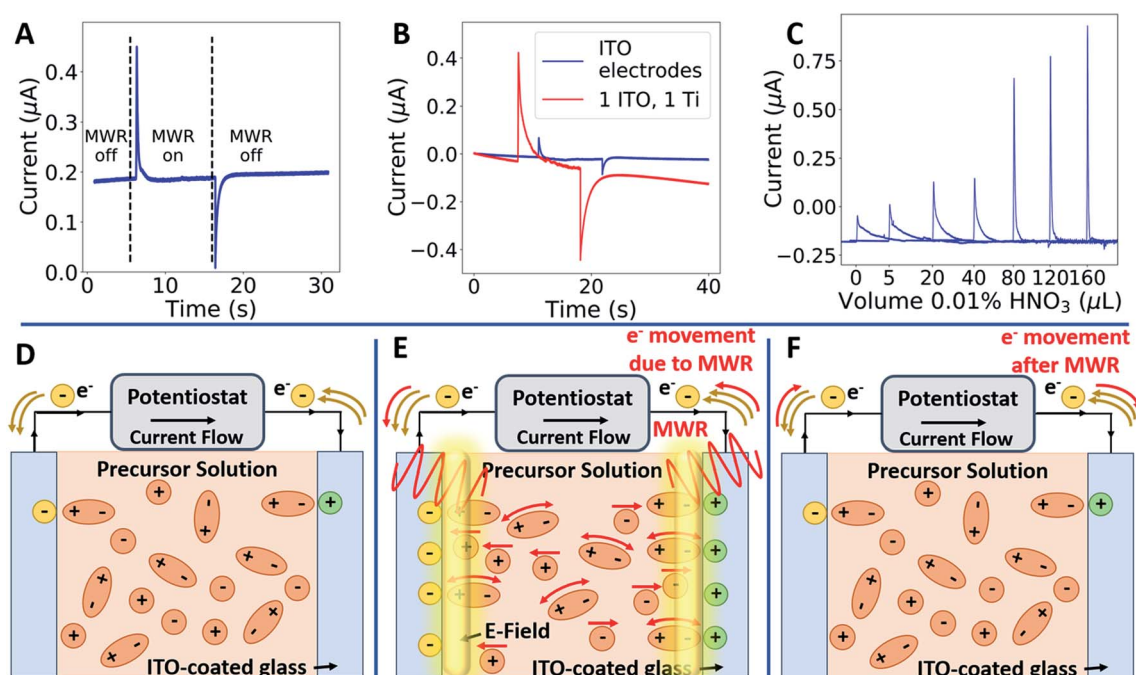 A
Current (μA)
0.4
0.3
0.2
0.1
0.0
MWR off
MWR on
MWR off
0
10
20
30
Time (s)
B
Current (μA)
0.4
0.2
0.0
−0.2
−0.4
ITO
electrodes
1 ITO, 1 Ti
0
20
40
Time (s)
C
Current (μA)
0.75
0.50
0.25
0.00
−0.25
0 5 20 40 80 120 160
Volume 0.01% HNO₃ (μL)
D
- e⁻
e⁻ -
Potentiostat
Current Flow
Precursor Solution
ITO-coated glass
E
e⁻ movement
due to MWR
- e⁻
e⁻ -
Potentiostat
Current Flow
MWR
Precursor Solution
E-Field
ITO-coated glass
F
e⁻ movement
after MWR
- e⁻
e⁻ -
Potentiostat
Current Flow
Precursor Solution
ITO-coated glass